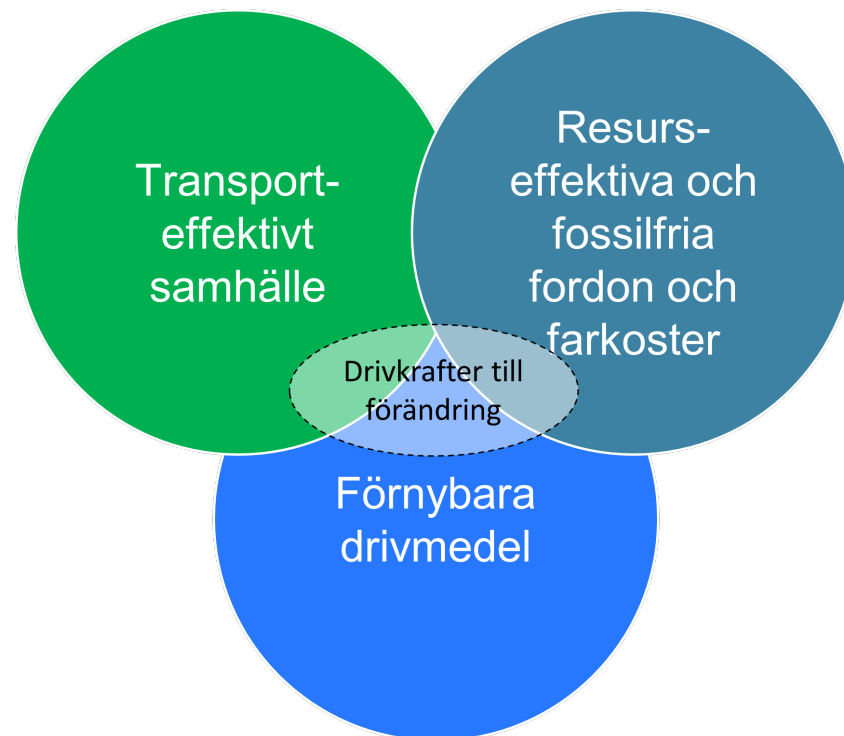 Transport-
effektivt
samhälle
Resurs-
effektiva och
fossilfria
fordon och
farkoster
Drivkrafter till
förändring
Förnybara
drivmedel